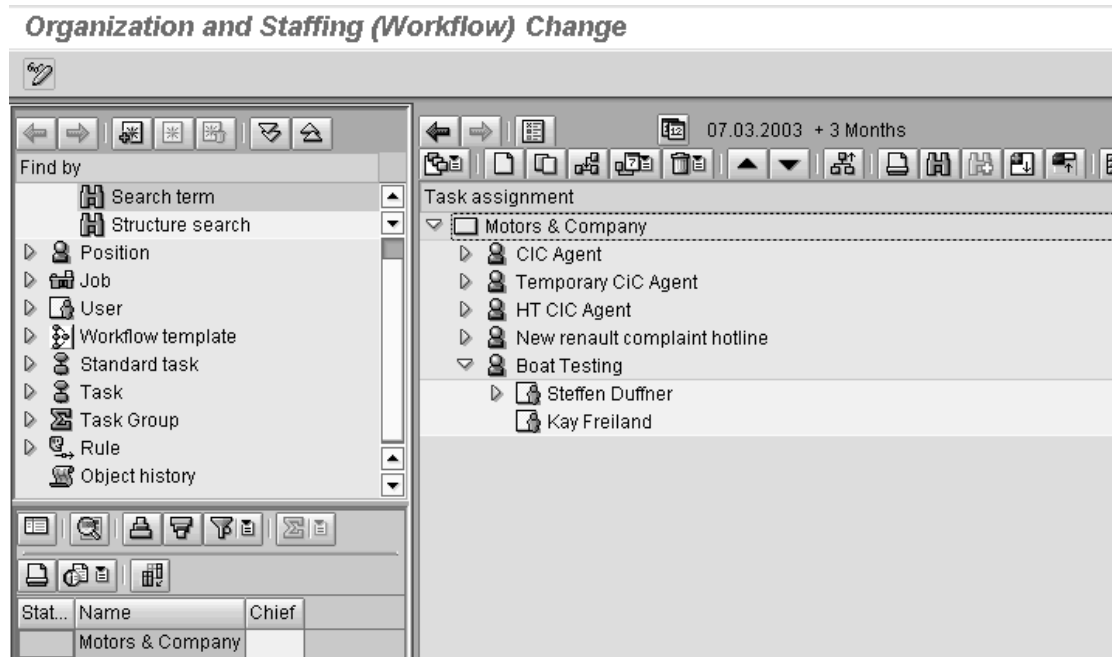 Organization and Staffing (Workflow) Change
Find by
Search term
Structure search
Position
Job
User
Workflow template
Standard task
Task
Task Group
Rule
Object history
Stat... Name Chief
Motors & Company
07.03.2003 + 3 Months
Task assignment
Motors & Company
CIC Agent
Temporary CiC Agent
HT CIC Agent
New renault complaint hotline
Boat Testing
Steffen Duffner
Kay Freiland